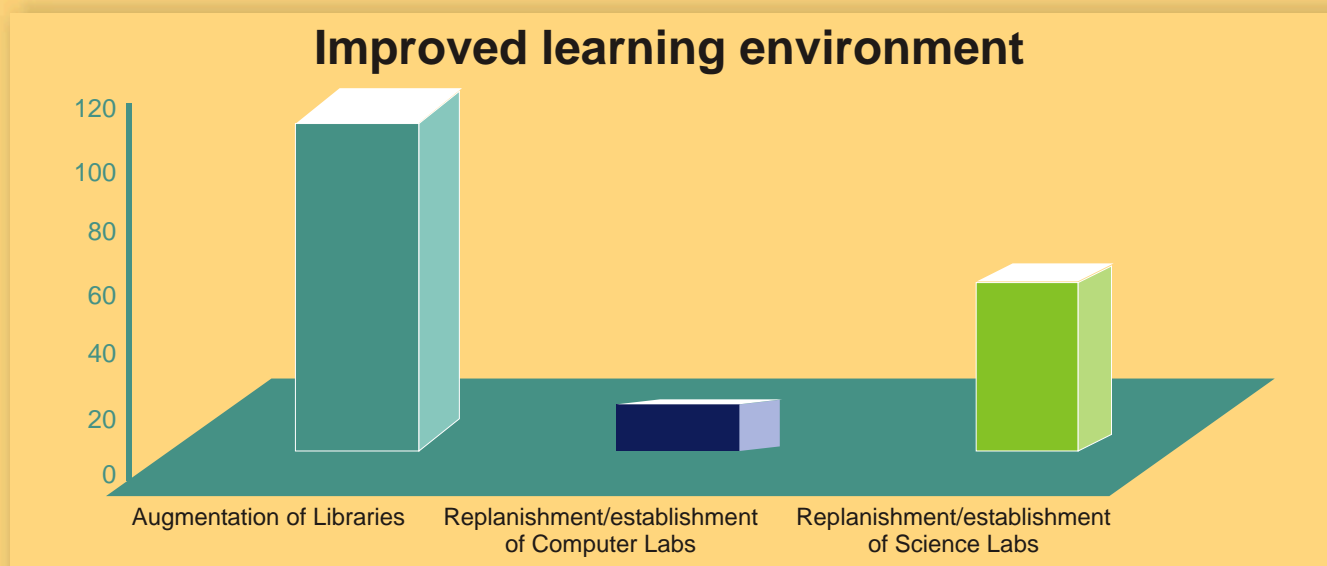 Improved learning environment
120
100
80
60
40
20
0
Augmentation of Libraries
Replanishment/establishment
of Computer Labs
Replanishment/establishment
of Science Labs